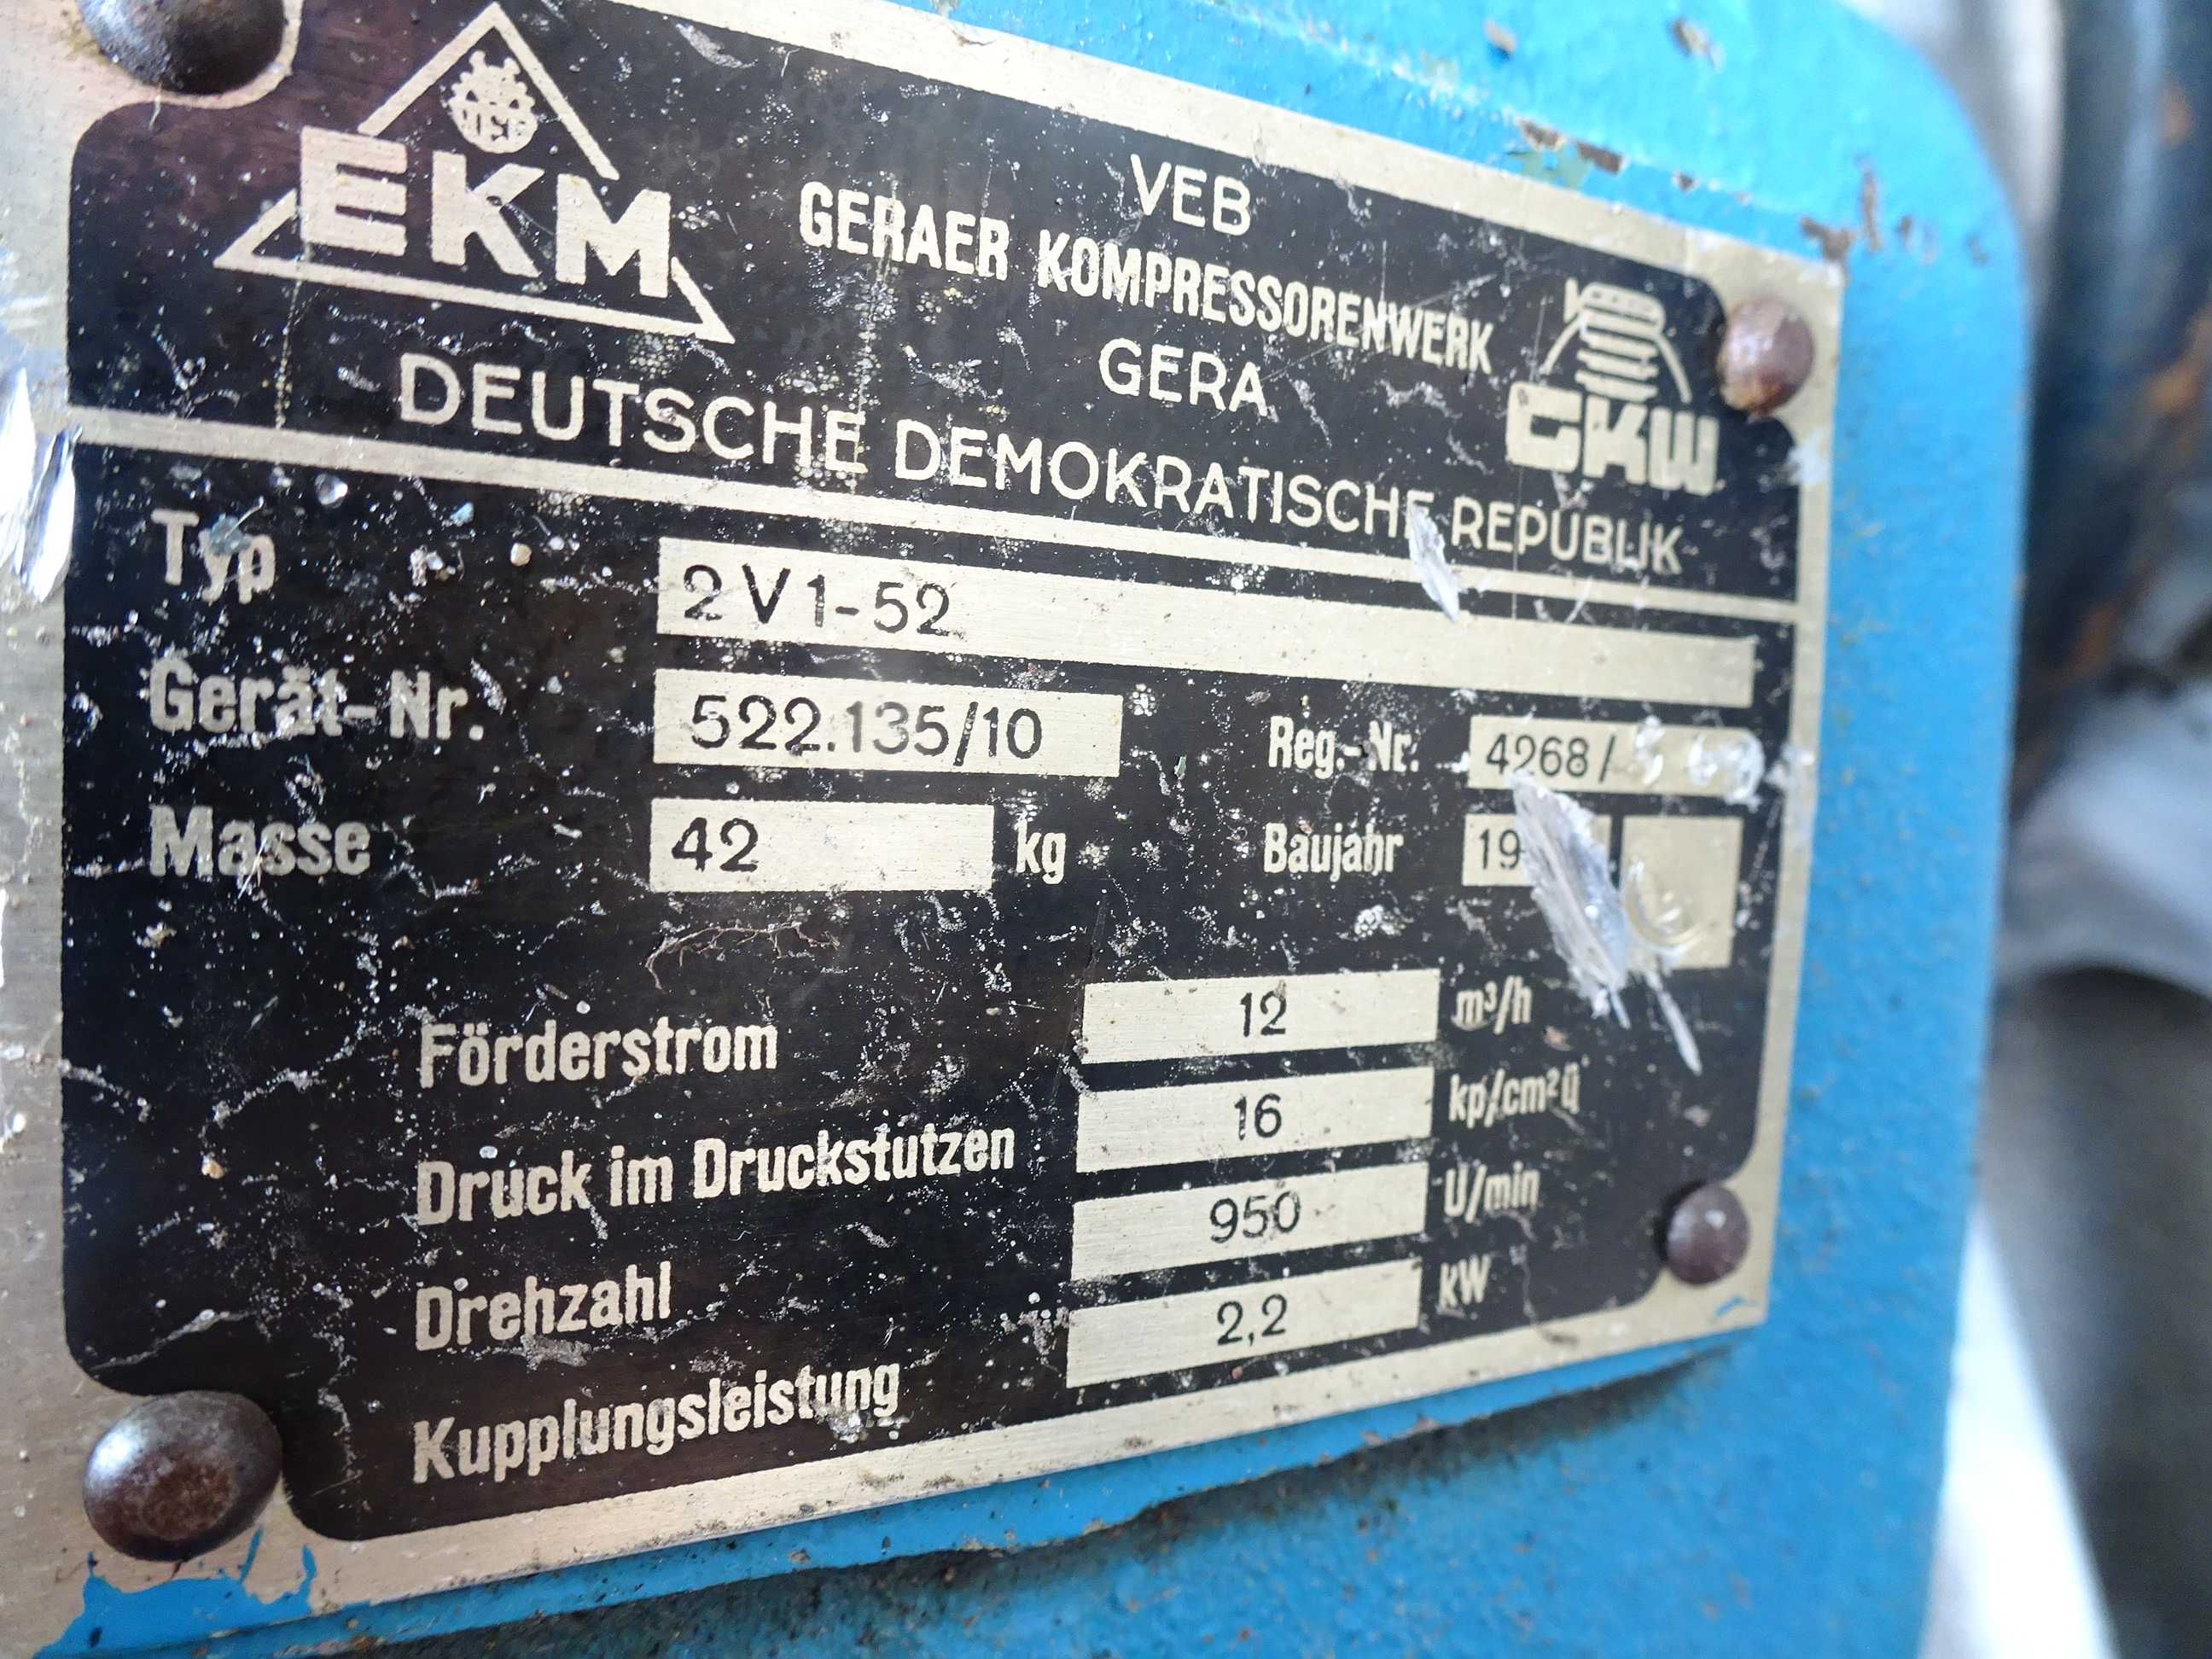 EKM
VEB
GERAER KOMPRESSORENWERK
GERA
GKW
DEUTSCHE DEMOKRATISCHE REPUBLIK
Typ 2V1-52
Gerät-Nr. 522.135/10 Reg.-Nr. 4268/
Masse 42 kg Baujahr 19
Förderstrom 12 m³/h
Druck im Druckstutzen 16 kp/cm²ü
Drehzahl 950 U/min
Kupplungsleistung 2,2 kW